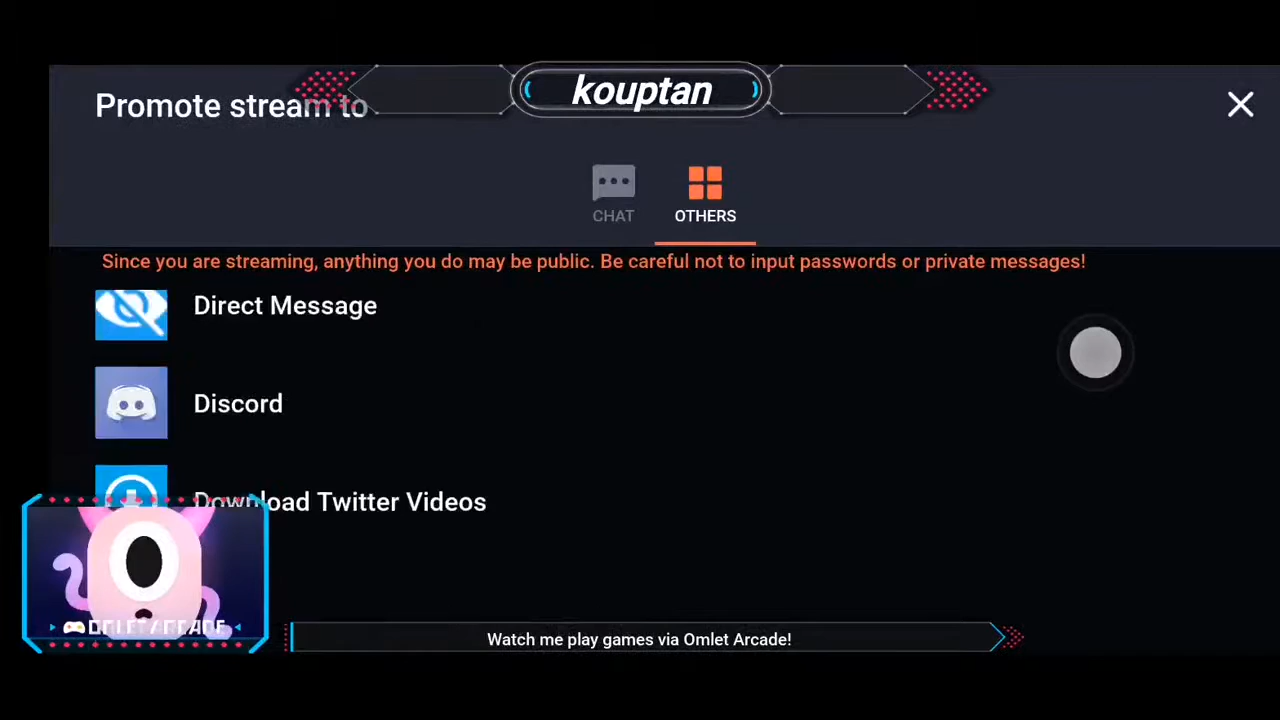 kouptan
Promote stream to
CHAT
OTHERS
Since you are streaming, anything you do may be public. Be careful not to input passwords or private messages!
Direct Message
Discord
Download Twitter Videos
OMLET ARCADE
Watch me play games via Omlet Arcade!